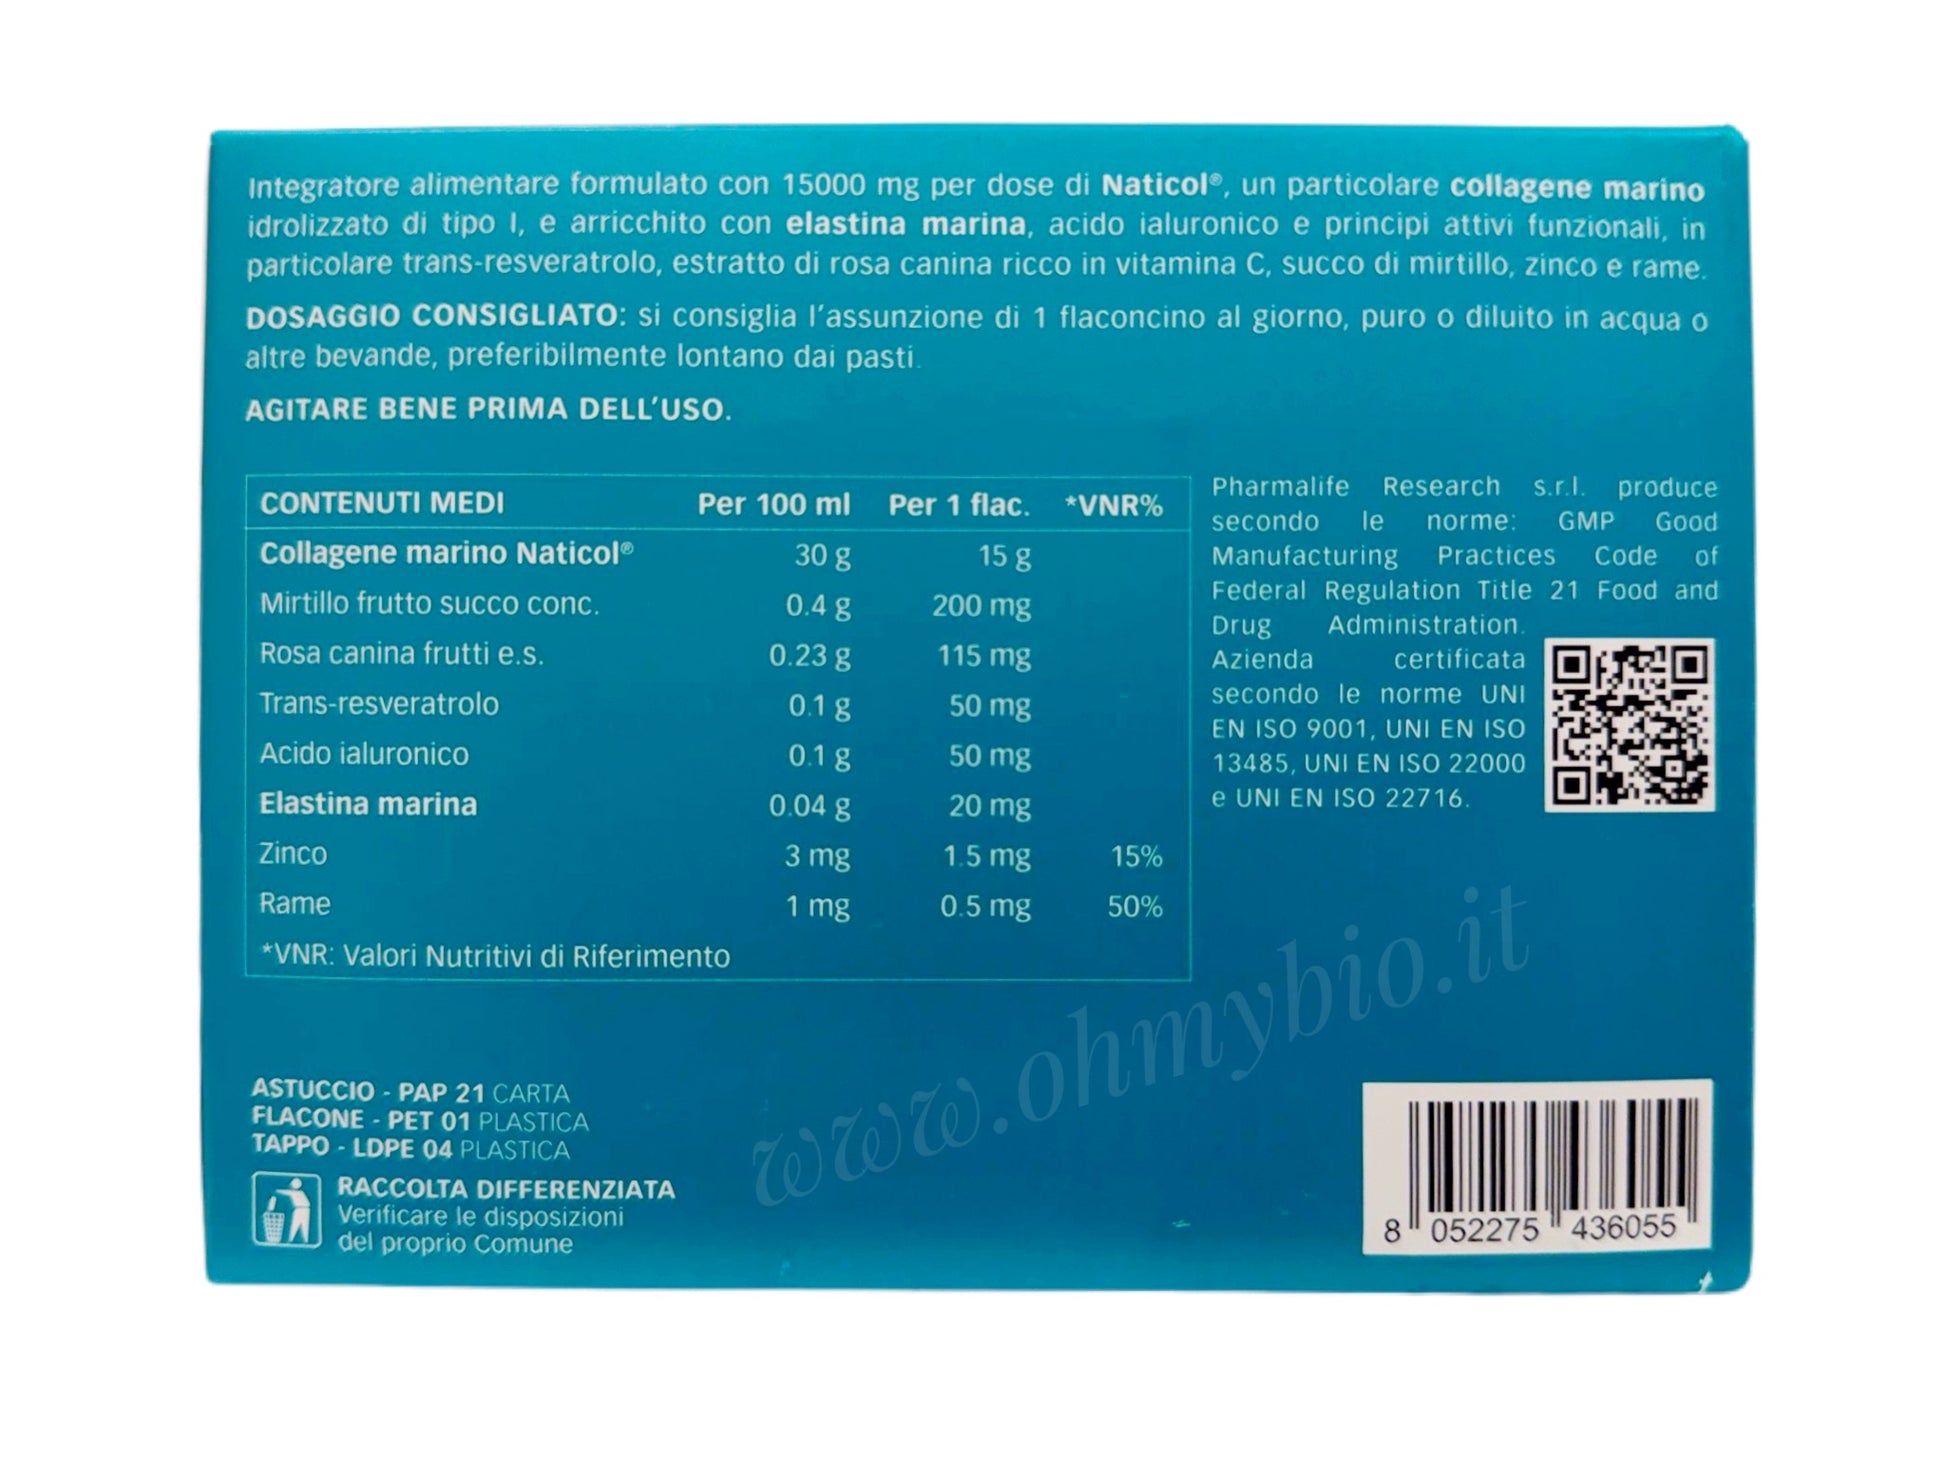 Integratore alimentare formulato con 15000 mg per dose di Naticol®, un particolare collagene marino
idrolizzato di tipo I, e arricchito con elastina marina, acido ialuronico e principi attivi funzionali, in
particolare trans-resveratrolo, estratto di rosa canina ricco in vitamina C, succo di mirtillo, zinco e rame.
DOSAGGIO CONSIGLIATO: si consiglia l'assunzione di 1 flaconcino al giorno, puro o diluito in acqua o
altre bevande, preferibilmente lontano dai pasti.
AGITARE BENE PRIMA DELL'USO.
CONTENUTI MEDI Per 100 ml Per 1 flac. *VNR%
Collagene marino Naticol® 30 g 15 g
Mirtillo frutto succo conc. 0.4 g 200 mg
Rosa canina frutti e.s. 0.23 g 115 mg
Trans-resveratrolo 0.1 g 50 mg
Acido ialuronico 0.1 g 50 mg
Elastina marina 0.04 g 20 mg
Zinco 3 mg 1.5 mg 15%
Rame 1 mg 0.5 mg 50%
*VNR: Valori Nutritivi di Riferimento
Pharmalife Research s.r.l. produce
secondo le norme: GMP Good
Manufacturing Practices Code of
Federal Regulation Title 21 Food and
Drug Administration.
Azienda certificata
secondo le norme UNI
EN ISO 9001, UNI EN ISO
13485, UNI EN ISO 22000
e UNI EN ISO 22716.
www.ohmybio.it
ASTUCCIO - PAP 21 CARTA
FLACONE - PET 01 PLASTICA
TAPPO - LDPE 04 PLASTICA
RACCOLTA DIFFERENZIATA
Verificare le disposizioni
del proprio Comune
8 052275 436055